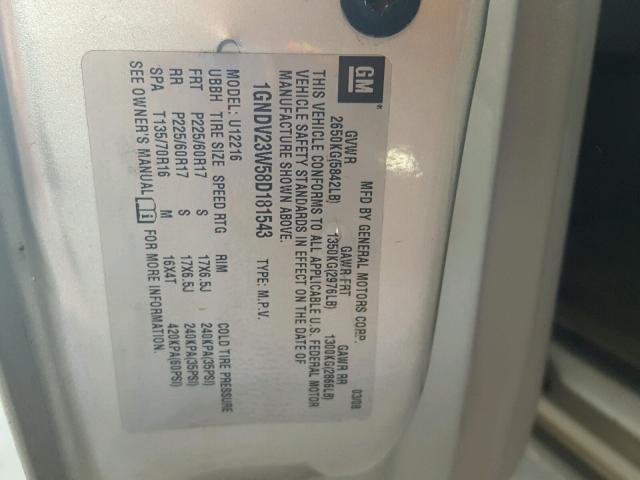 GM
MFD BY GENERAL MOTORS CORP. 03/08
GVWR GAWR FRT GAWR RR
2650KG(5842LB) 1350KG(2976LB) 1300KG(2866LB)
THIS VEHICLE CONFORMS TO ALL APPLICABLE U.S. FEDERAL MOTOR
VEHICLE SAFETY STANDARDS IN EFFECT ON THE DATE OF
MANUFACTURE SHOWN ABOVE.
1GNDV23W58D181543 TYPE: M.P.V.
MODEL: U12216
UBBH TIRE SIZE SPEED RTG RIM COLD TIRE PRESSURE
FRT P225/60R17 S 17X6.5J 240KPA(35PSI)
RR P225/60R17 S 17X6.5J 240KPA(35PSI)
SPA T135/70R16 M 16X4T 420KPA(60PSI)
SEE OWNER'S MANUAL FOR MORE INFORMATION.